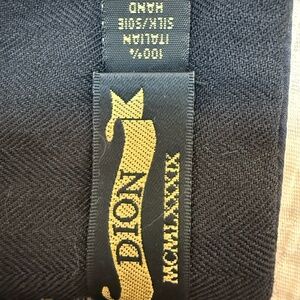 100%
SILK/SOIE
ITALIAN
HAND
DION
MCMLXXXIX